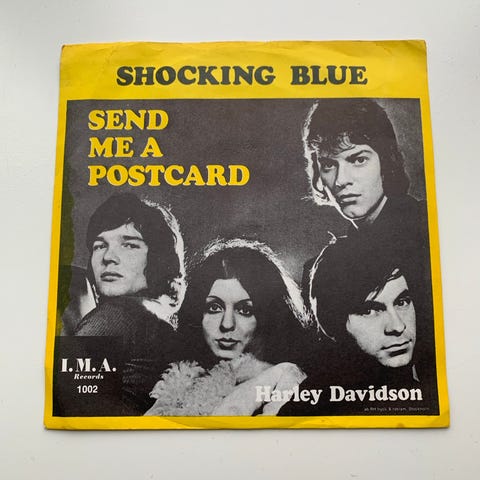 SHOCKING BLUE
SEND
ME A
POSTCARD
I.M.A.
Records
1002
Harley Davidson